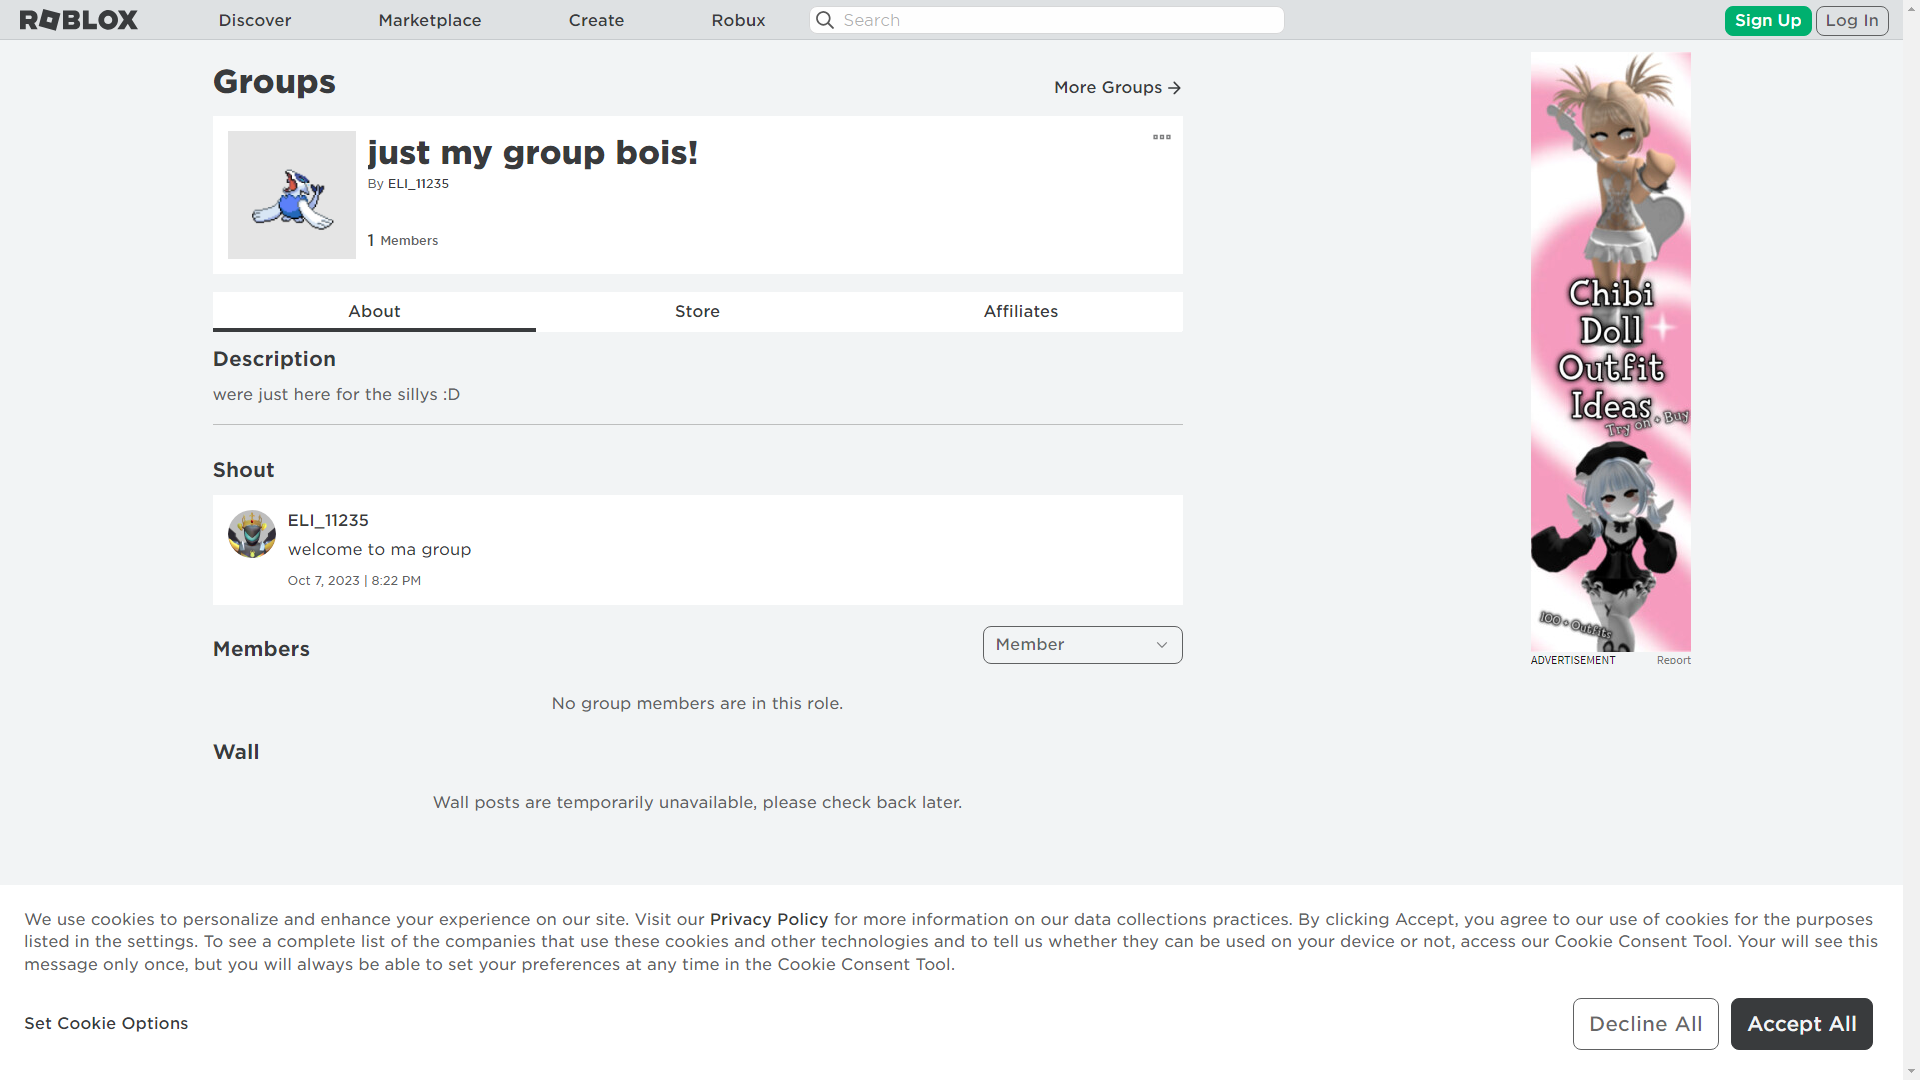 ROBLOX Discover Marketplace Create Robux Search Sign Up Log In
Groups
More Groups
just my group bois!
By ELI_11235
1 Members
About Store Affiliates
Description
were just here for the sillys :D
Shout
ELI_11235
welcome to ma group
Oct 7, 2023 | 8:22 PM
Members
Member
No group members are in this role.
Wall
Wall posts are temporarily unavailable, please check back later.
Chibi
Doll
Outfit
Ideas
Try on + Buy
100 + Outfits
ADVERTISEMENT Report
We use cookies to personalize and enhance your experience on our site. Visit our Privacy Policy for more information on our data collections practices. By clicking Accept, you agree to our use of cookies for the purposes
listed in the settings. To see a complete list of the companies that use these cookies and other technologies and to tell us whether they can be used on your device or not, access our Cookie Consent Tool. Your will see this
message only once, but you will always be able to set your preferences at any time in the Cookie Consent Tool.
Set Cookie Options
Decline All
Accept All